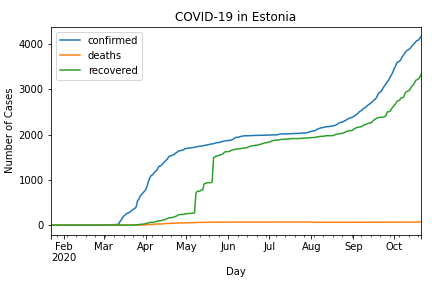 COVID-19 in Estonia
confirmed
deaths
recovered
Number of Cases
4000
3000
2000
1000
0
Feb Mar Apr May Jun Jul Aug Sep Oct
2020
Day